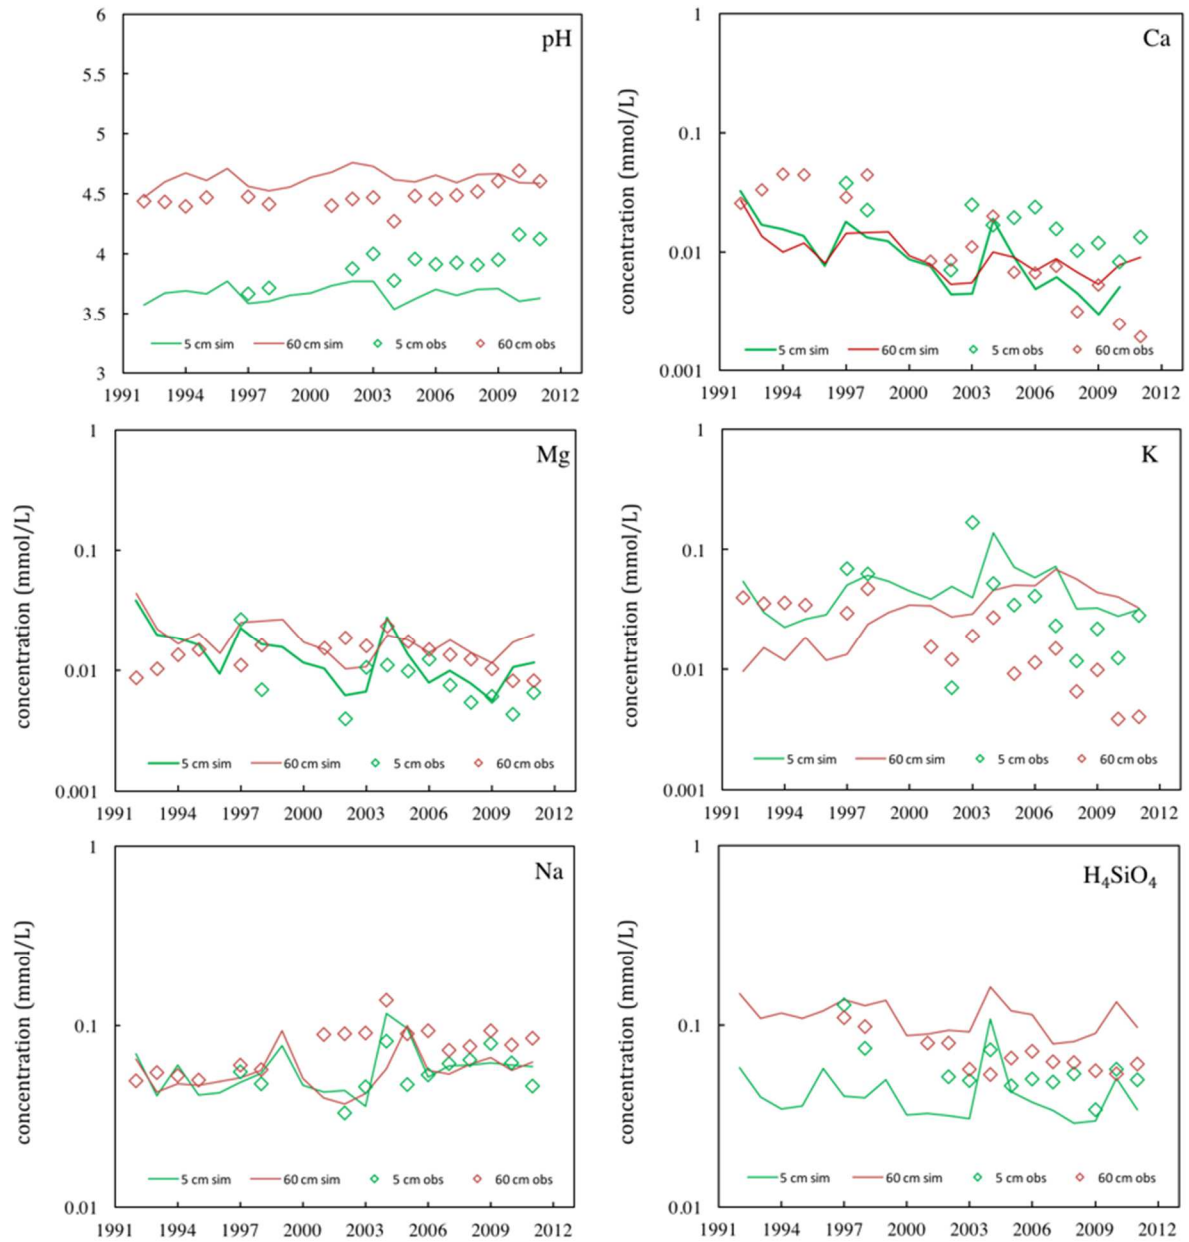 6
pH
5.5
5
4.5
4
3.5
5 cm sim 60 cm sim 5 cm obs 60 cm obs
3
1991 1994 1997 2000 2003 2006 2009 2012
1
Ca
concentration (mmol/L)
0.1
0.01
5 cm sim 60 cm sim 5 cm obs 60 cm obs
0.001
1991 1994 1997 2000 2003 2006 2009 2012
1
Mg
concentration (mmol/L)
0.1
0.01
5 cm sim 60 cm sim 5 cm obs 60 cm obs
0.001
1991 1994 1997 2000 2003 2006 2009 2012
1
K
concentration (mmol/L)
0.1
0.01
5 cm sim 60 cm sim 5 cm obs 60 cm obs
0.001
1991 1994 1997 2000 2003 2006 2009 2012
1
Na
concentration (mmol/L)
0.1
5 cm sim 60 cm sim 5 cm obs 60 cm obs
0.01
1991 1994 1997 2000 2003 2006 2009 2012
1
H₄SiO₄
concentration (mmol/L)
0.1
5 cm sim 60 cm sim 5 cm obs 60 cm obs
0.01
1991 1994 1997 2000 2003 2006 2009 2012